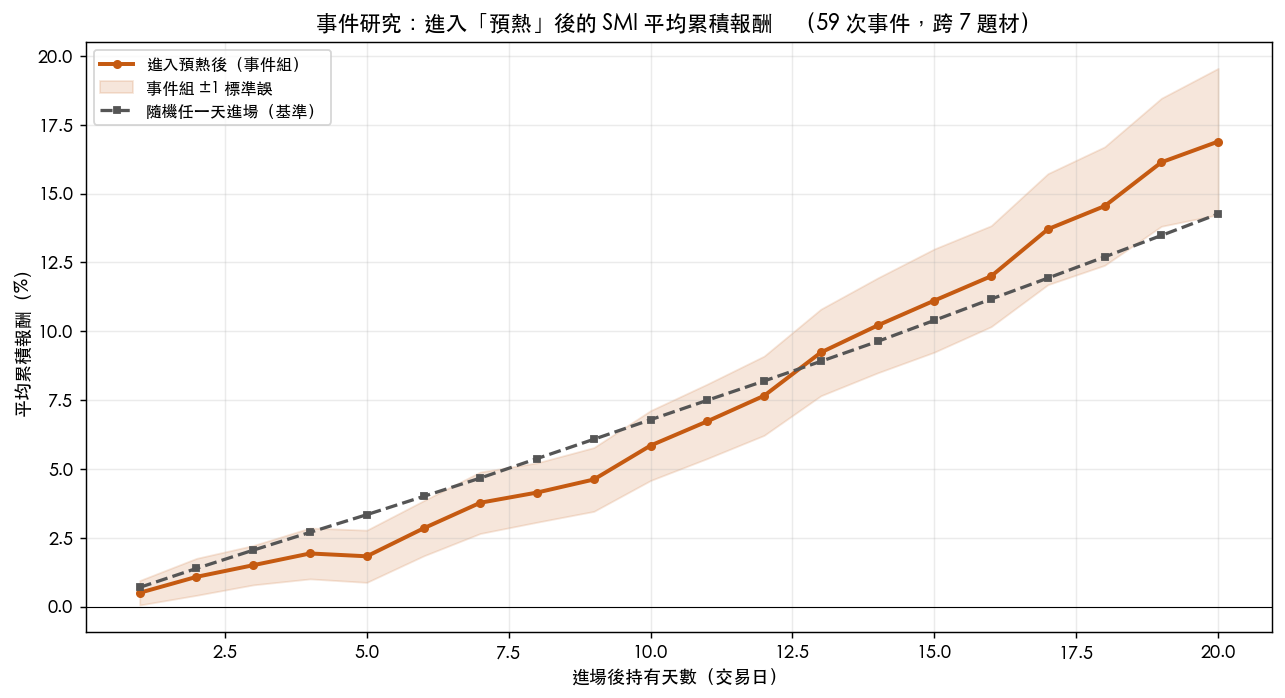 事件研究：進入「預熱」後的 SMI 平均累積報酬　（59 次事件，跨 7 題材）
進入預熱後（事件組）
事件組 ±1 標準誤
隨機任一天進場（基準）
平均累積報酬（%）
20.0
17.5
15.0
12.5
10.0
7.5
5.0
2.5
0.0
2.5 5.0 7.5 10.0 12.5 15.0 17.5 20.0
進場後持有天數（交易日）